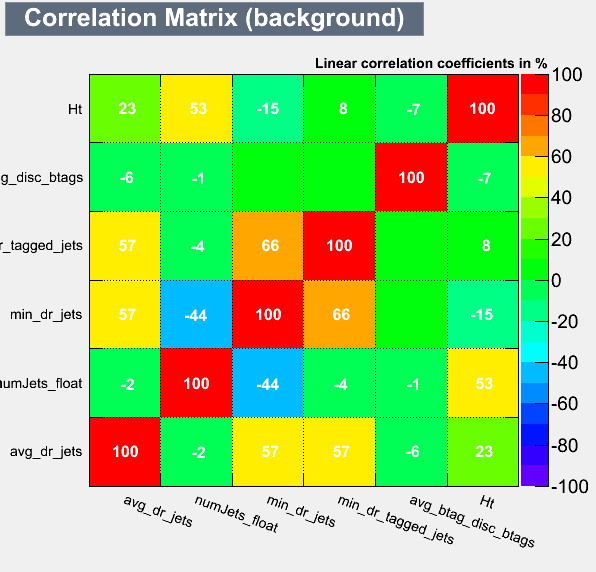 Correlation Matrix (background)
Linear correlation coefficients in %
Ht 23 53 -15 8 -7 100
g_disc_btags -6 -1 100 -7
r_tagged_jets 57 -4 66 100 8
min_dr_jets 57 -44 100 66 -15
numJets_float -2 100 -44 -4 -1 53
avg_dr_jets 100 -2 57 57 -6 23
avg_dr_jets numJets_float min_dr_jets min_dr_tagged_jets avg_btag_disc_btags Ht
100
80
60
40
20
0
-20
-40
-60
-80
-100